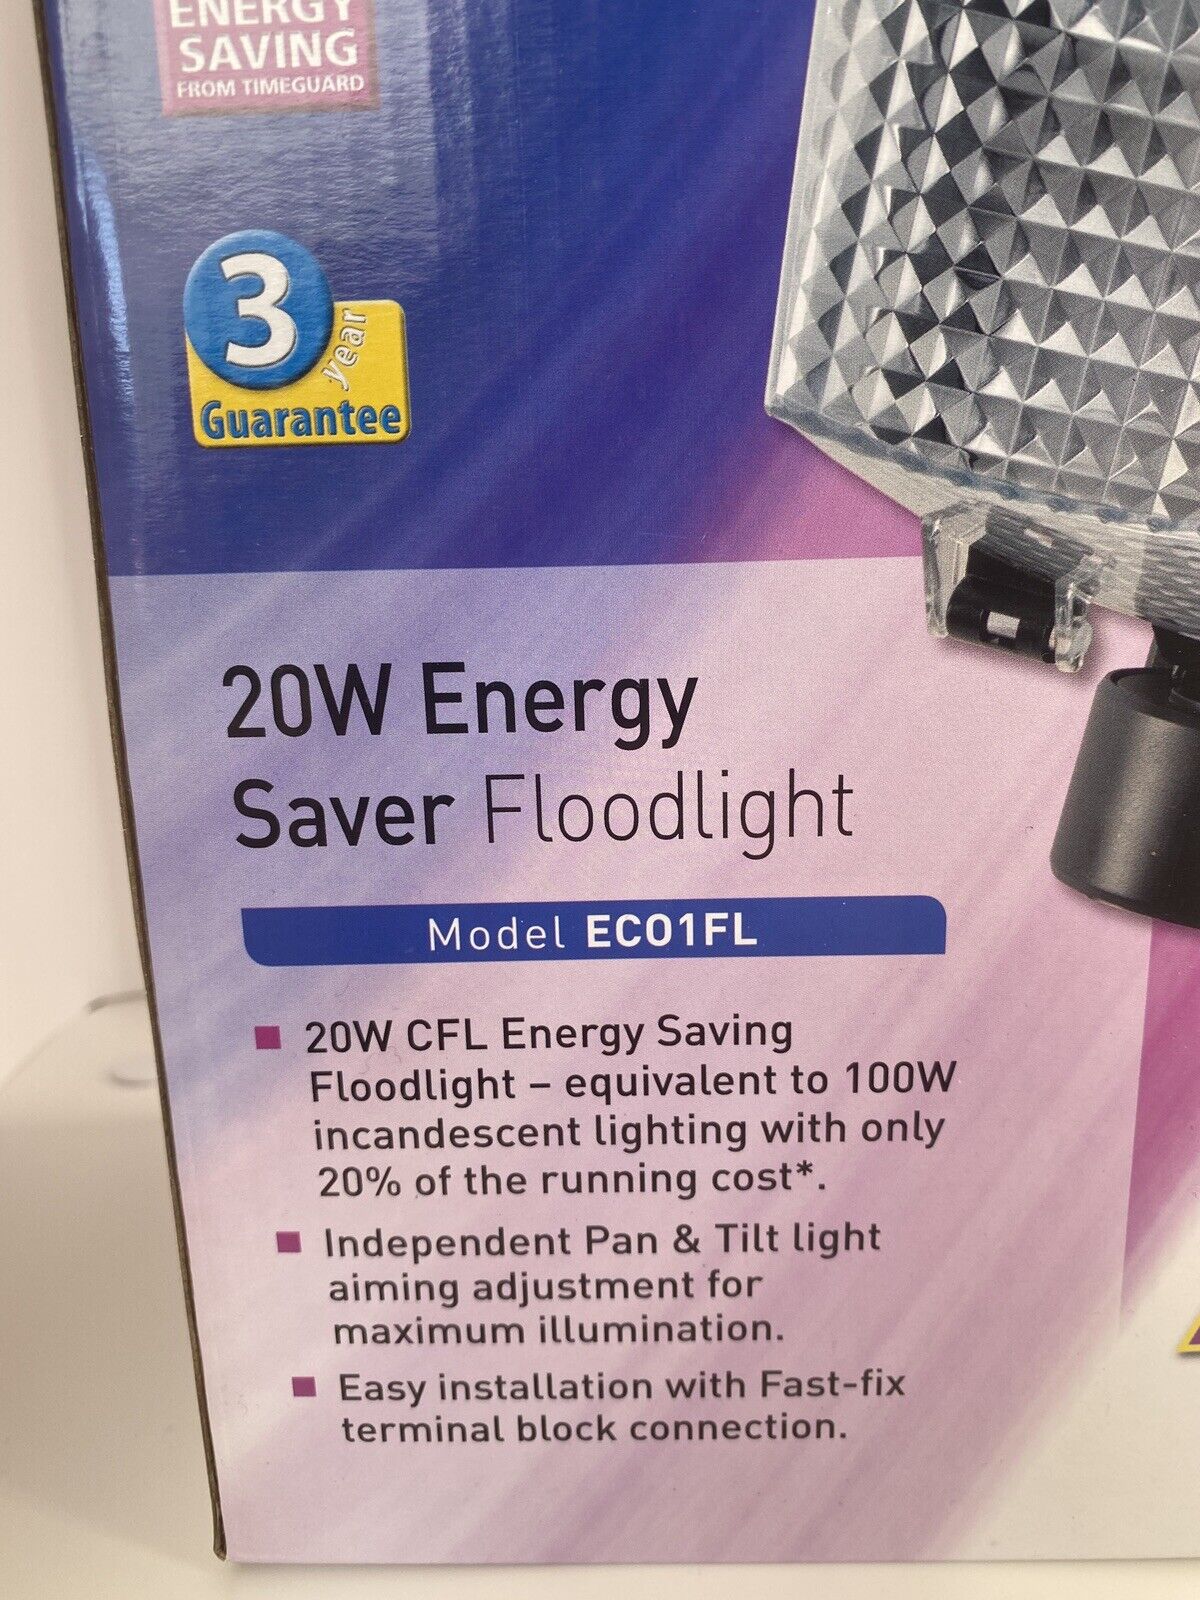 ENERGY
SAVING
FROM TIMEGUARD
3
year
Guarantee
20W Energy
Saver Floodlight
Model ECO1FL
20W CFL Energy Saving
Floodlight – equivalent to 100W
incandescent lighting with only
20% of the running cost*.
Independent Pan & Tilt light
aiming adjustment for
maximum illumination.
Easy installation with Fast-fix
terminal block connection.